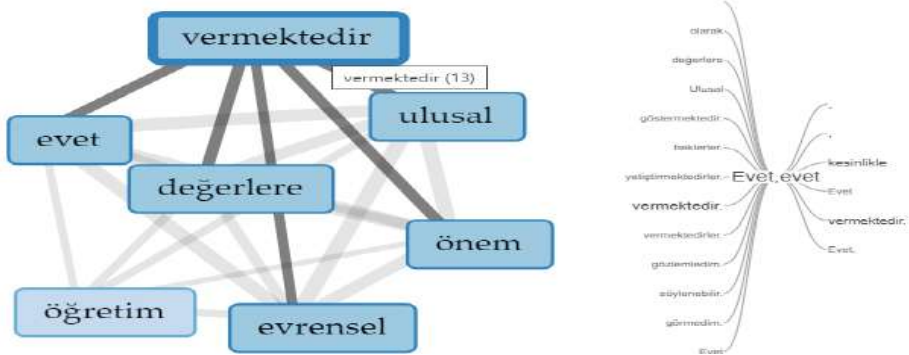 vermektedir
vermektedir (13)
evet
ulusal
değerlere
önem
öğretim
evrensel
olarak
değerlere
Ulusal
göstermektedir.
beklerler.
yetiştirmektedirler.
vermektedir.
vermektedirler.
gözlemledim.
söylenebilir.
görmedim.
Evet
Evet,evet
-
,
kesinlikle
Evet
vermektedir.
Evet.